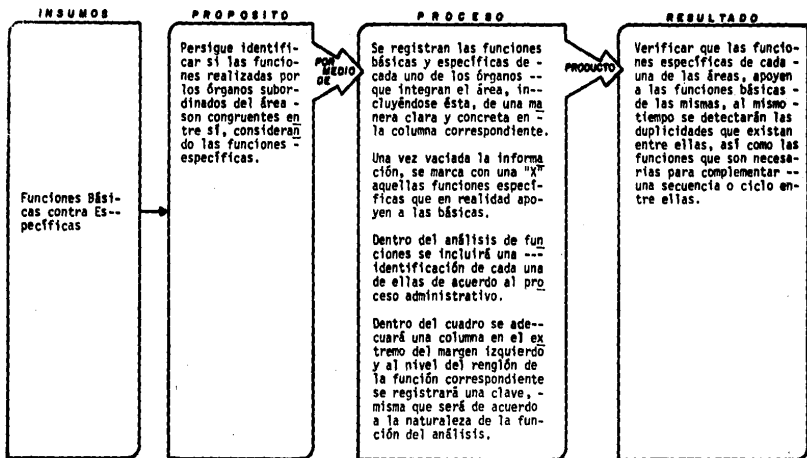 INSUMOS
Funciones Bási-
cas contra Es--
pecíficas
PROPOSITO
Persigue identifi-
car si las funcio-
nes realizadas por
los órganos subor-
dinados del área -
son congruentes en
tre sí, consideran
do las funciones -
específicas.
POR
MEDIO
DE
PROCESO
Se registran las funciones
básicas y específicas de -
cada uno de los órganos --
que integran el área, in--
cluyéndose ésta, de una ma
nera clara y concreta en -
la columna correspondiente.
Una vez vaciada la informa
ción, se marca con una "X"
aquellas funciones especí-
ficas que en realidad apo-
yen a las básicas.
Dentro del análisis de fun
ciones se incluirá una ---
identificación de cada una
de ellas de acuerdo al pro
ceso administrativo.
Dentro del cuadro se ade--
cuará una columna en el ex
tremo del margen izquierdo
y al nivel del renglón de
la función correspondiente
se registrará una clave, -
misma que será de acuerdo
a la naturaleza de la fun-
ción del análisis.
PRODUCTO
RESULTADO
Verificar que las funcio-
nes específicas de cada -
una de las áreas, apoyen
a las funciones básicas -
de las mismas, al mismo -
tiempo se detectarán las
duplicidades que existan
entre ellas, así como las
funciones que son necesa-
rias para complementar --
una secuencia o ciclo en-
tre ellas.